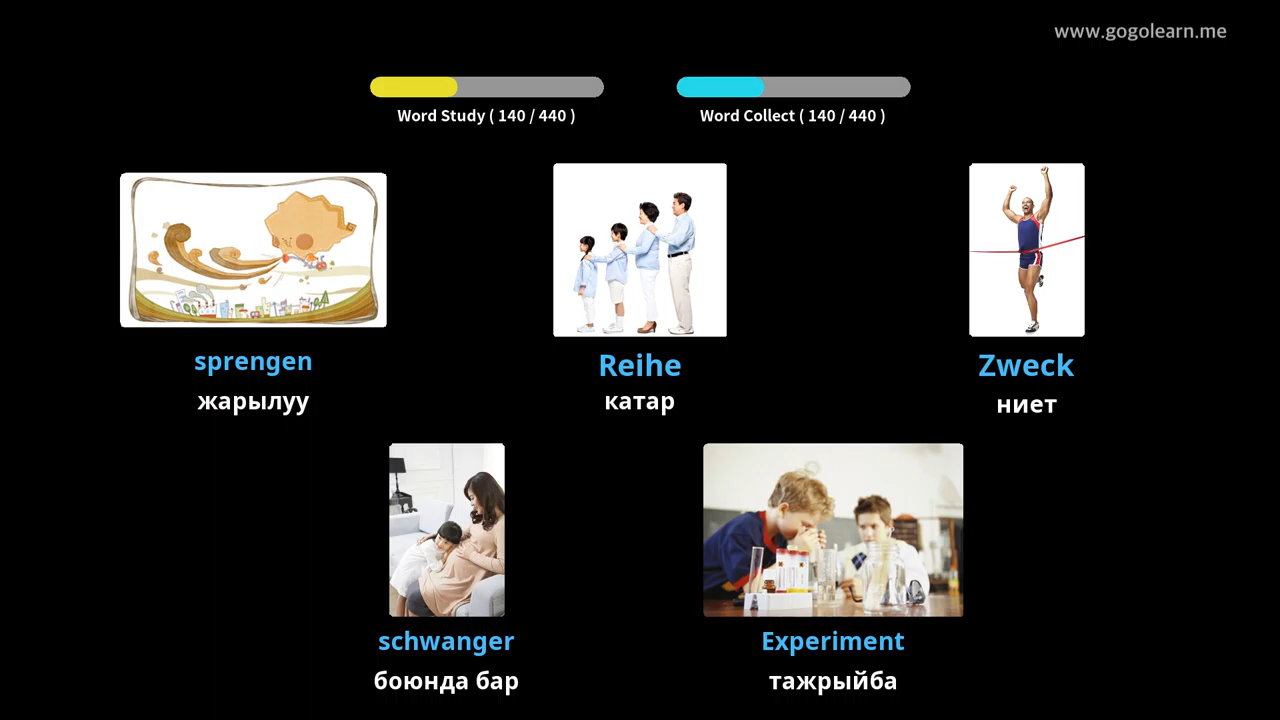 www.gogolearn.me
Word Study ( 140 / 440 )
Word Collect ( 140 / 440 )
sprengen
жарылуу
Reihe
катар
Zweck
ниет
schwanger
боюнда бар
Experiment
тажрыйба